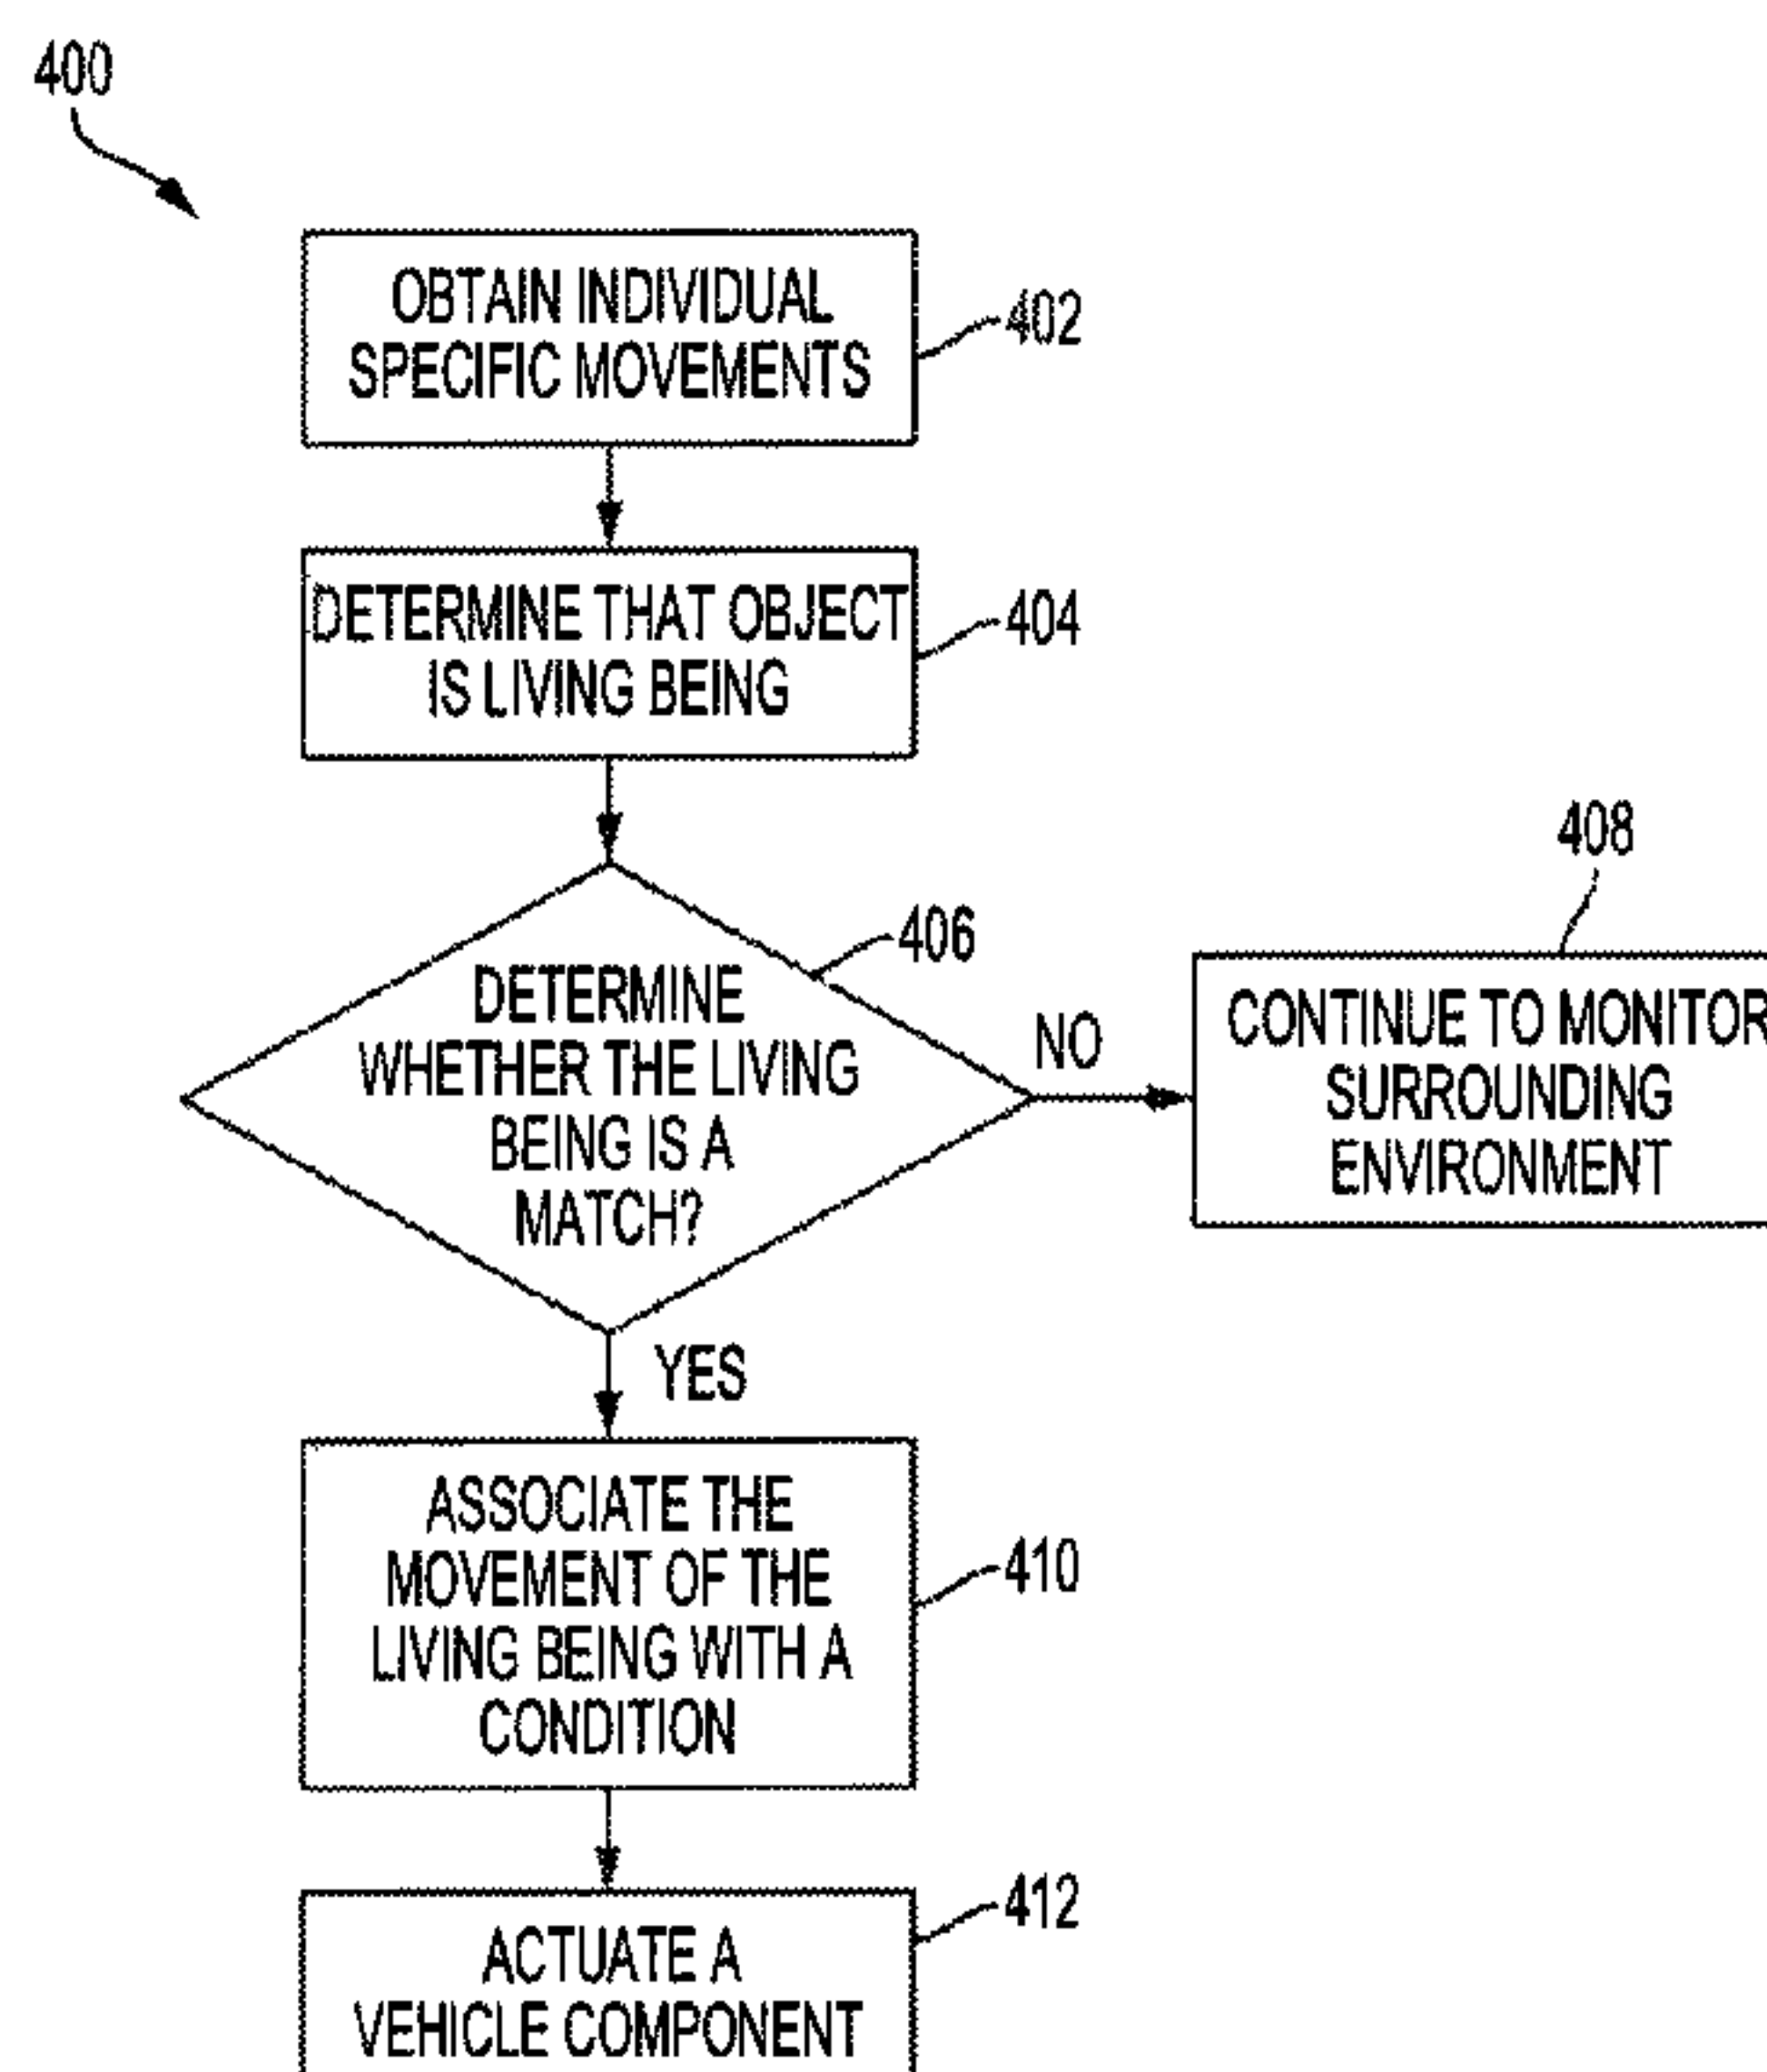 400
OBTAIN INDIVIDUAL
SPECIFIC MOVEMENTS
402
DETERMINE THAT OBJECT
IS LIVING BEING
404
DETERMINE
WHETHER THE LIVING
BEING IS A
MATCH?
406
NO
408
CONTINUE TO MONITOR
SURROUNDING
ENVIRONMENT
YES
ASSOCIATE THE
MOVEMENT OF THE
LIVING BEING WITH A
CONDITION
410
ACTUATE A
VEHICLE COMPONENT
412